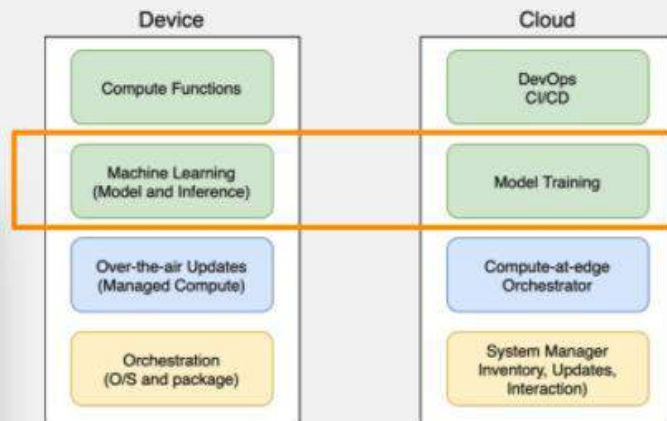 Device
Compute Functions
Machine Learning
(Model and Inference)
Over-the-air Updates
(Managed Compute)
Orchestration
(O/S and package)
Cloud
DevOps
CI/CD
Model Training
Compute-at-edge
Orchestrator
System Manager
Inventory, Updates,
Interaction)